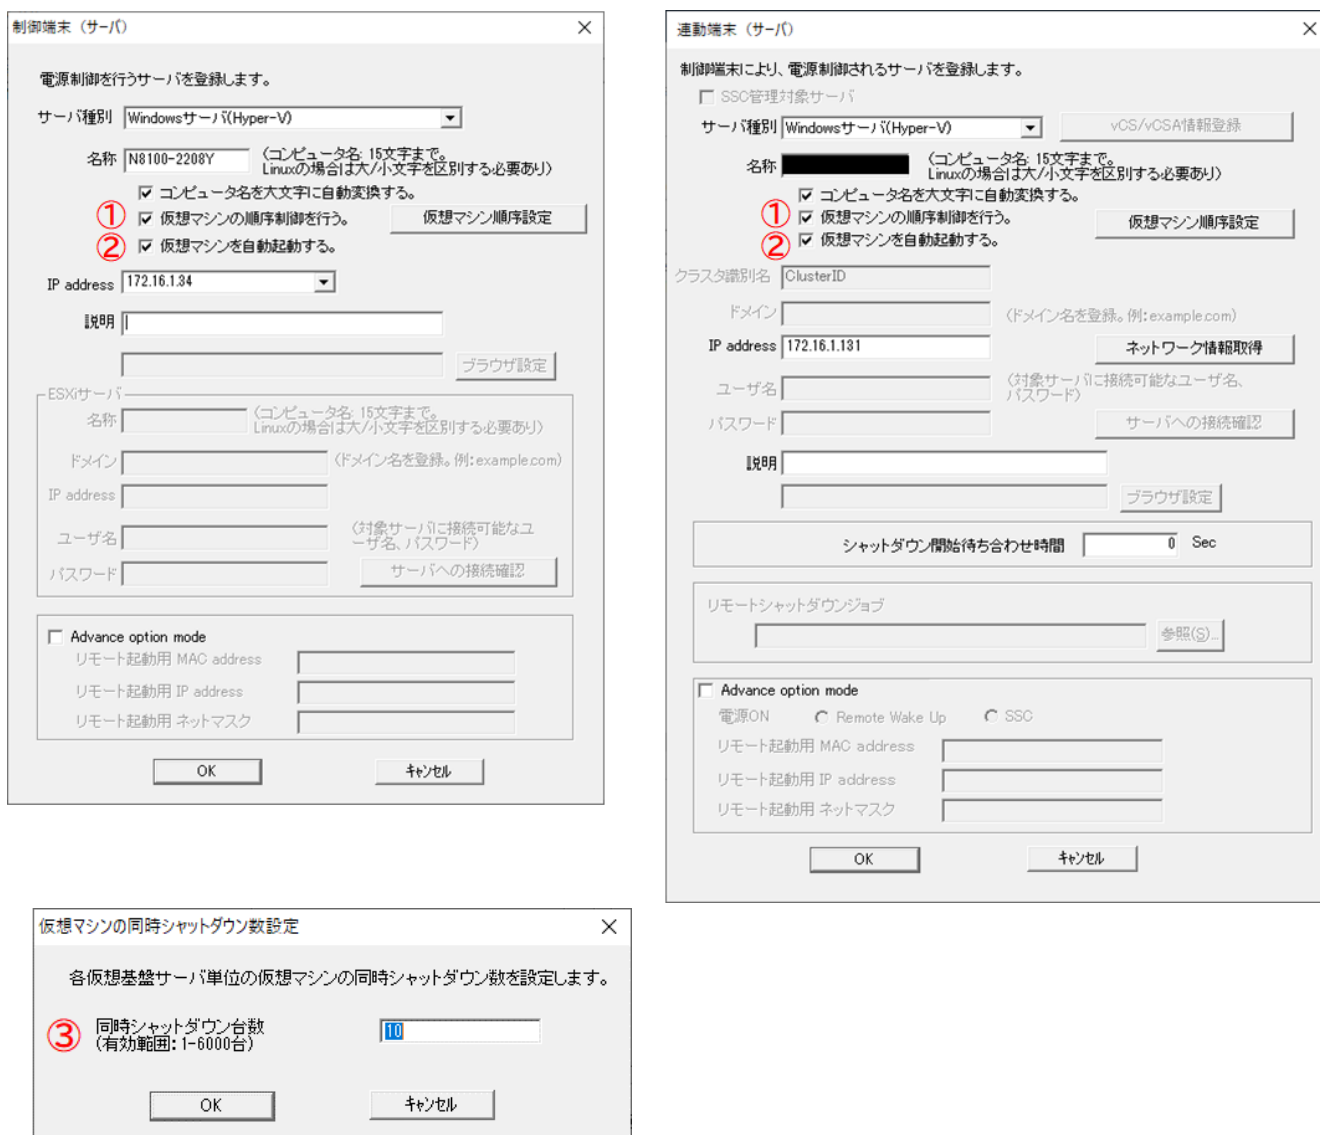 制御端末（サーバ）
電源制御を行うサーバを登録します。
サーバ種別 Windowsサーバ(Hyper-V)
名称 N8100-2208Y （コンピュータ名: 15文字まで。
Linuxの場合は大/小文字を区別する必要あり）
コンピュータ名を大文字に自動変換する。
① 仮想マシンの順序制御を行う。 仮想マシン順序設定
② 仮想マシンを自動起動する。
IP address 172.16.1.34
説明
ブラウザ設定
ESXiサーバ
名称 （コンピュータ名: 15文字まで。
Linuxの場合は大/小文字を区別する必要あり）
ドメイン （ドメイン名を登録。例：example.com）
IP address
ユーザ名 （対象サーバに接続可能なユ
ーザ名、パスワード）
パスワード サーバへの接続確認
Advance option mode
リモート起動用 MAC address
リモート起動用 IP address
リモート起動用 ネットマスク
OK キャンセル
連動端末（サーバ）
制御端末により、電源制御されるサーバを登録します。
SSC管理対象サーバ
サーバ種別 Windowsサーバ(Hyper-V) vCS/vCSA情報登録
名称 （コンピュータ名: 15文字まで。
Linuxの場合は大/小文字を区別する必要あり）
コンピュータ名を大文字に自動変換する。
① 仮想マシンの順序制御を行う。 仮想マシン順序設定
② 仮想マシンを自動起動する。
クラスタ識別名 ClusterID
ドメイン （ドメイン名を登録。例：example.com）
IP address 172.16.1.131 ネットワーク情報取得
ユーザ名 （対象サーバに接続可能なユーザ名、
パスワード）
パスワード サーバへの接続確認
説明
ブラウザ設定
シャットダウン開始待ち合わせ時間 0 Sec
リモートシャットダウンジョブ
参照(S)...
Advance option mode
電源ON Remote Wake Up SSC
リモート起動用 MAC address
リモート起動用 IP address
リモート起動用 ネットマスク
OK キャンセル
仮想マシンの同時シャットダウン数設定
各仮想基盤サーバ単位の仮想マシンの同時シャットダウン数を設定します。
③ 同時シャットダウン台数 10
（有効範囲：1-6000台）
OK キャンセル